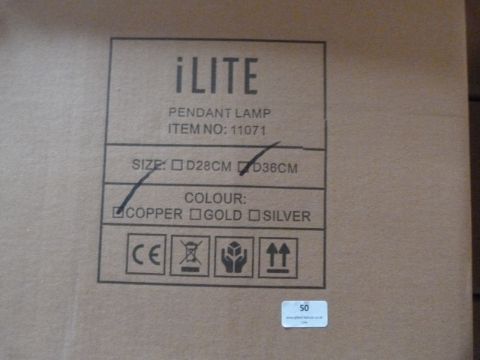 iLITE
PENDANT LAMP
ITEM NO: 11071
SIZE: ☐D28CM ☑D36CM
COLOUR:
☑COPPER ☐GOLD ☐SILVER
CE
50